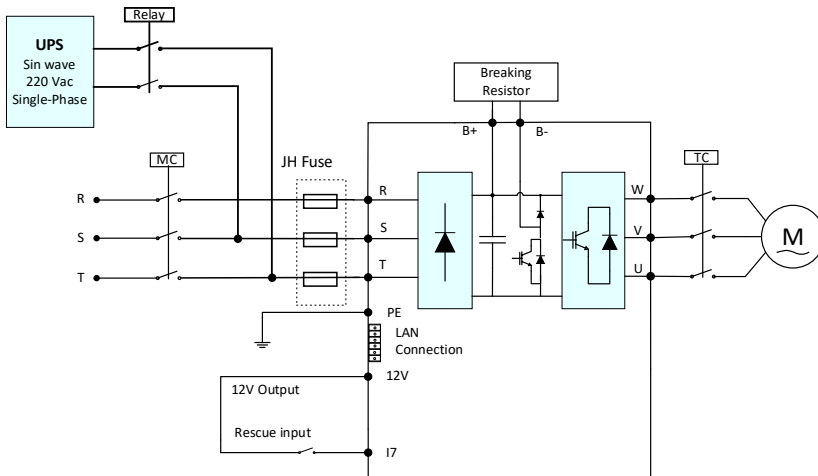 Relay
UPS
Sin wave
220 Vac
Single-Phase
Breaking
Resistor
B+
B-
MC
JH Fuse
TC
R
R
W
S
S
V
M
T
T
U
PE
LAN
Connection
12V
12V Output
Rescue input
I7